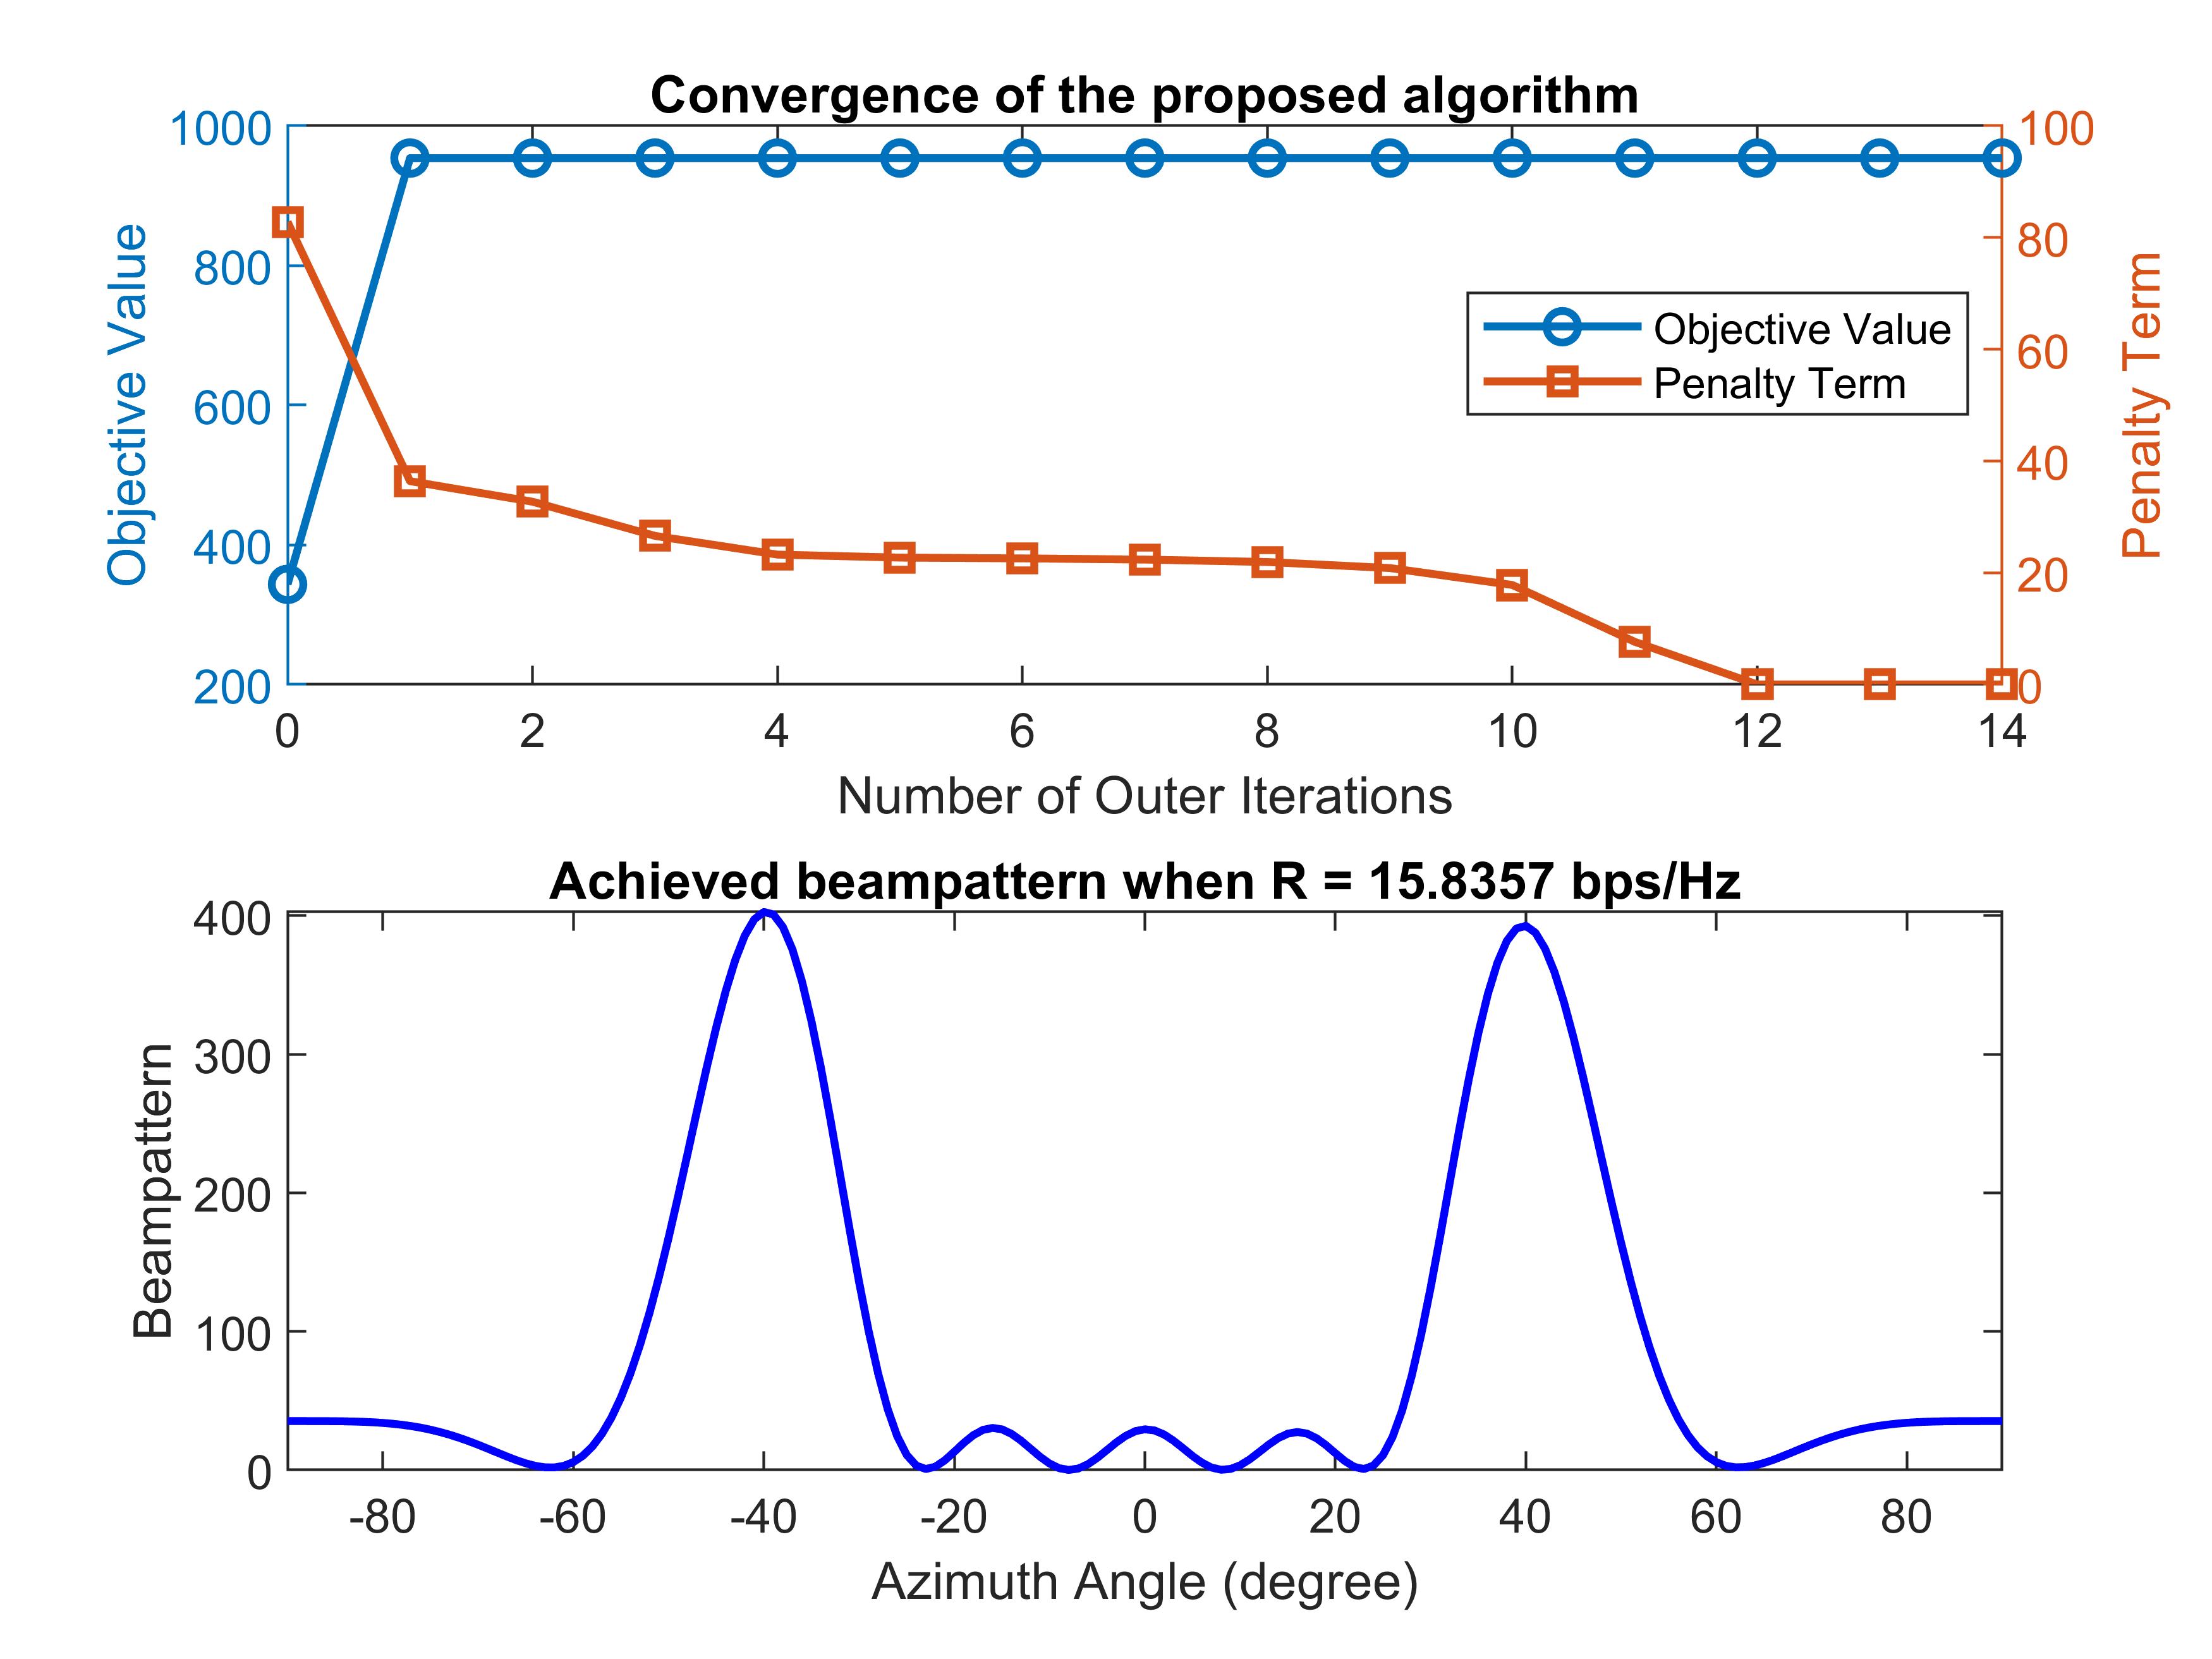 Convergence of the proposed algorithm
1000
800
600
400
200
Objective Value
100
80
60
40
20
0
Penalty Term
Objective Value
Penalty Term
0 2 4 6 8 10 12 14
Number of Outer Iterations
Achieved beampattern when R = 15.8357 bps/Hz
400
300
200
100
0
Beampattern
-80 -60 -40 -20 0 20 40 60 80
Azimuth Angle (degree)